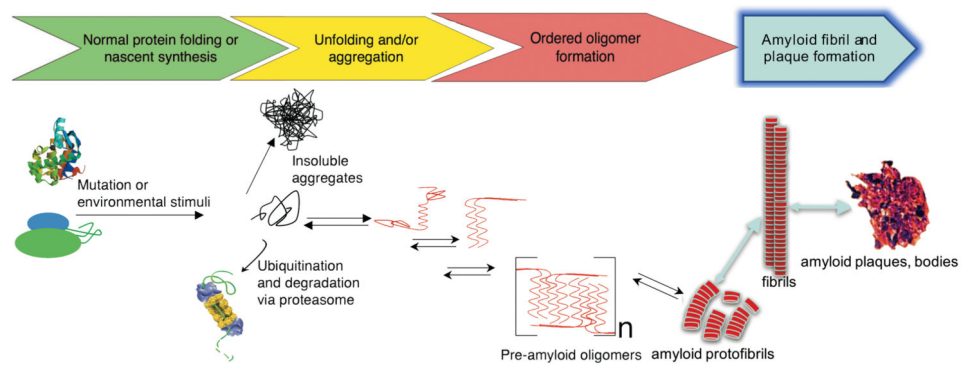 Normal protein folding or
nascent synthesis
Unfolding and/or
aggregation
Ordered oligomer
formation
Amyloid fibril and
plaque formation
Insoluble
aggregates
Mutation or
environmental stimuli
Ubiquitination
and degradation
via proteasome
n
Pre-amyloid oligomers
amyloid protofibrils
fibrils
amyloid plaques, bodies